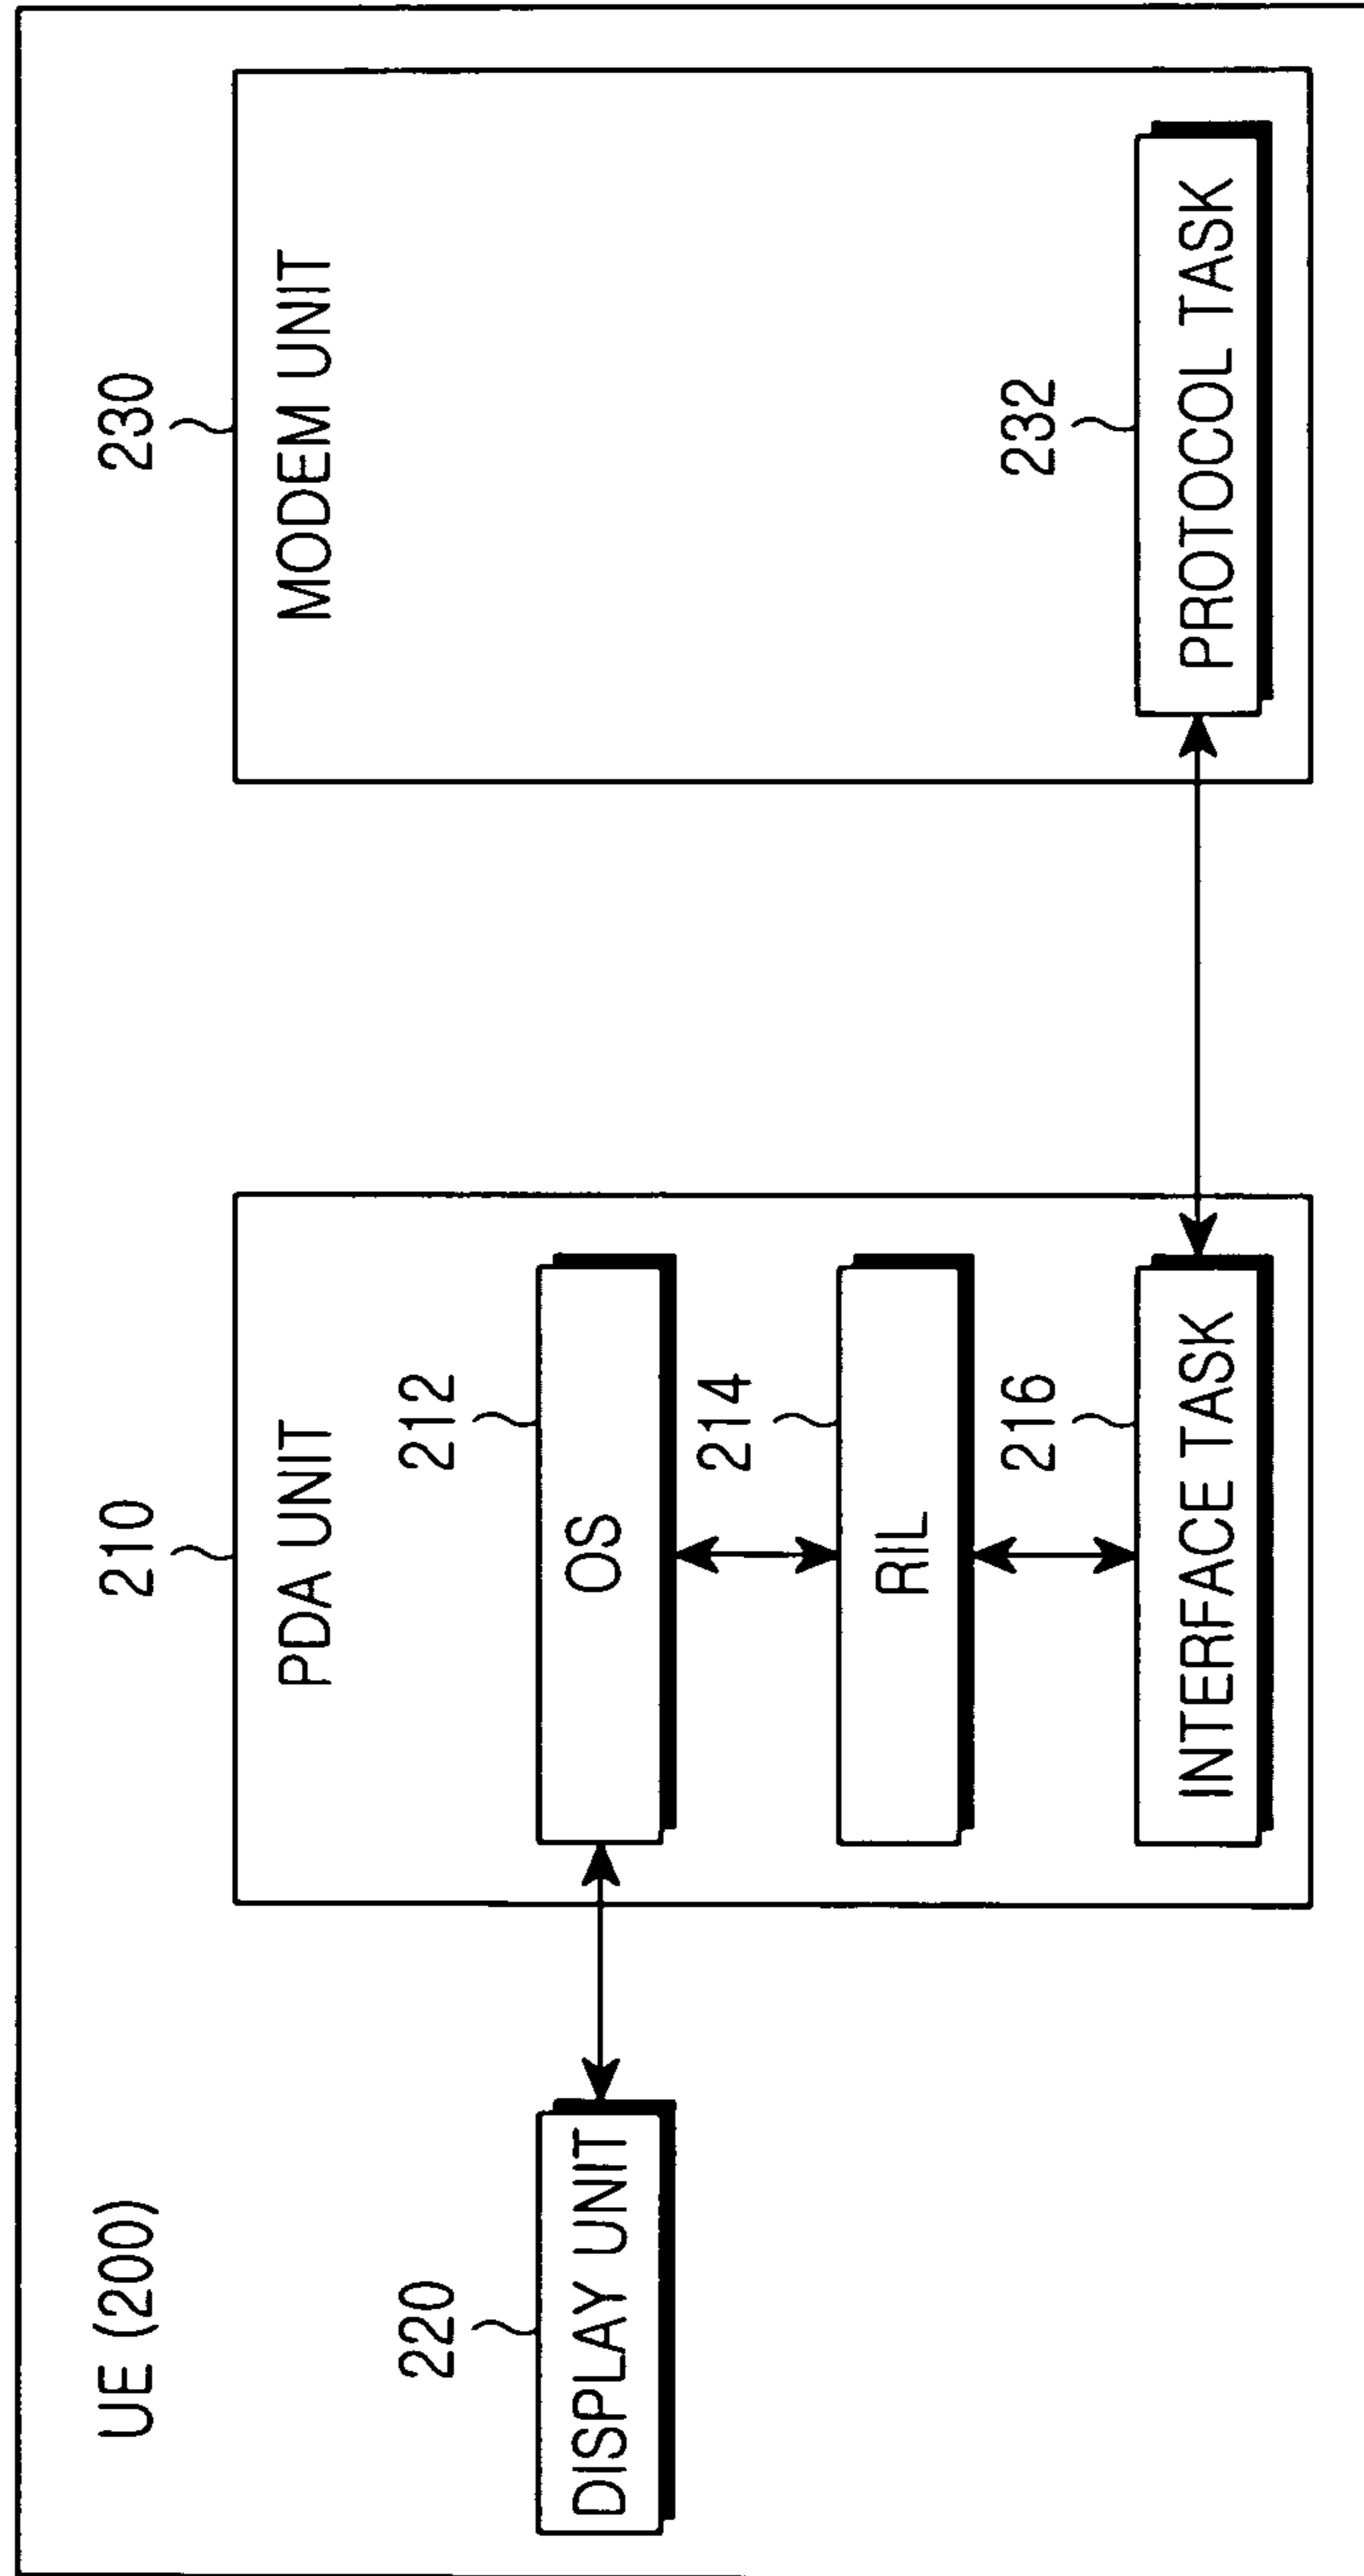 UE (200)
210
230
PDA UNIT
MODEM UNIT
220
212
DISPLAY UNIT
OS
214
RIL
216
232
INTERFACE TASK
PROTOCOL TASK